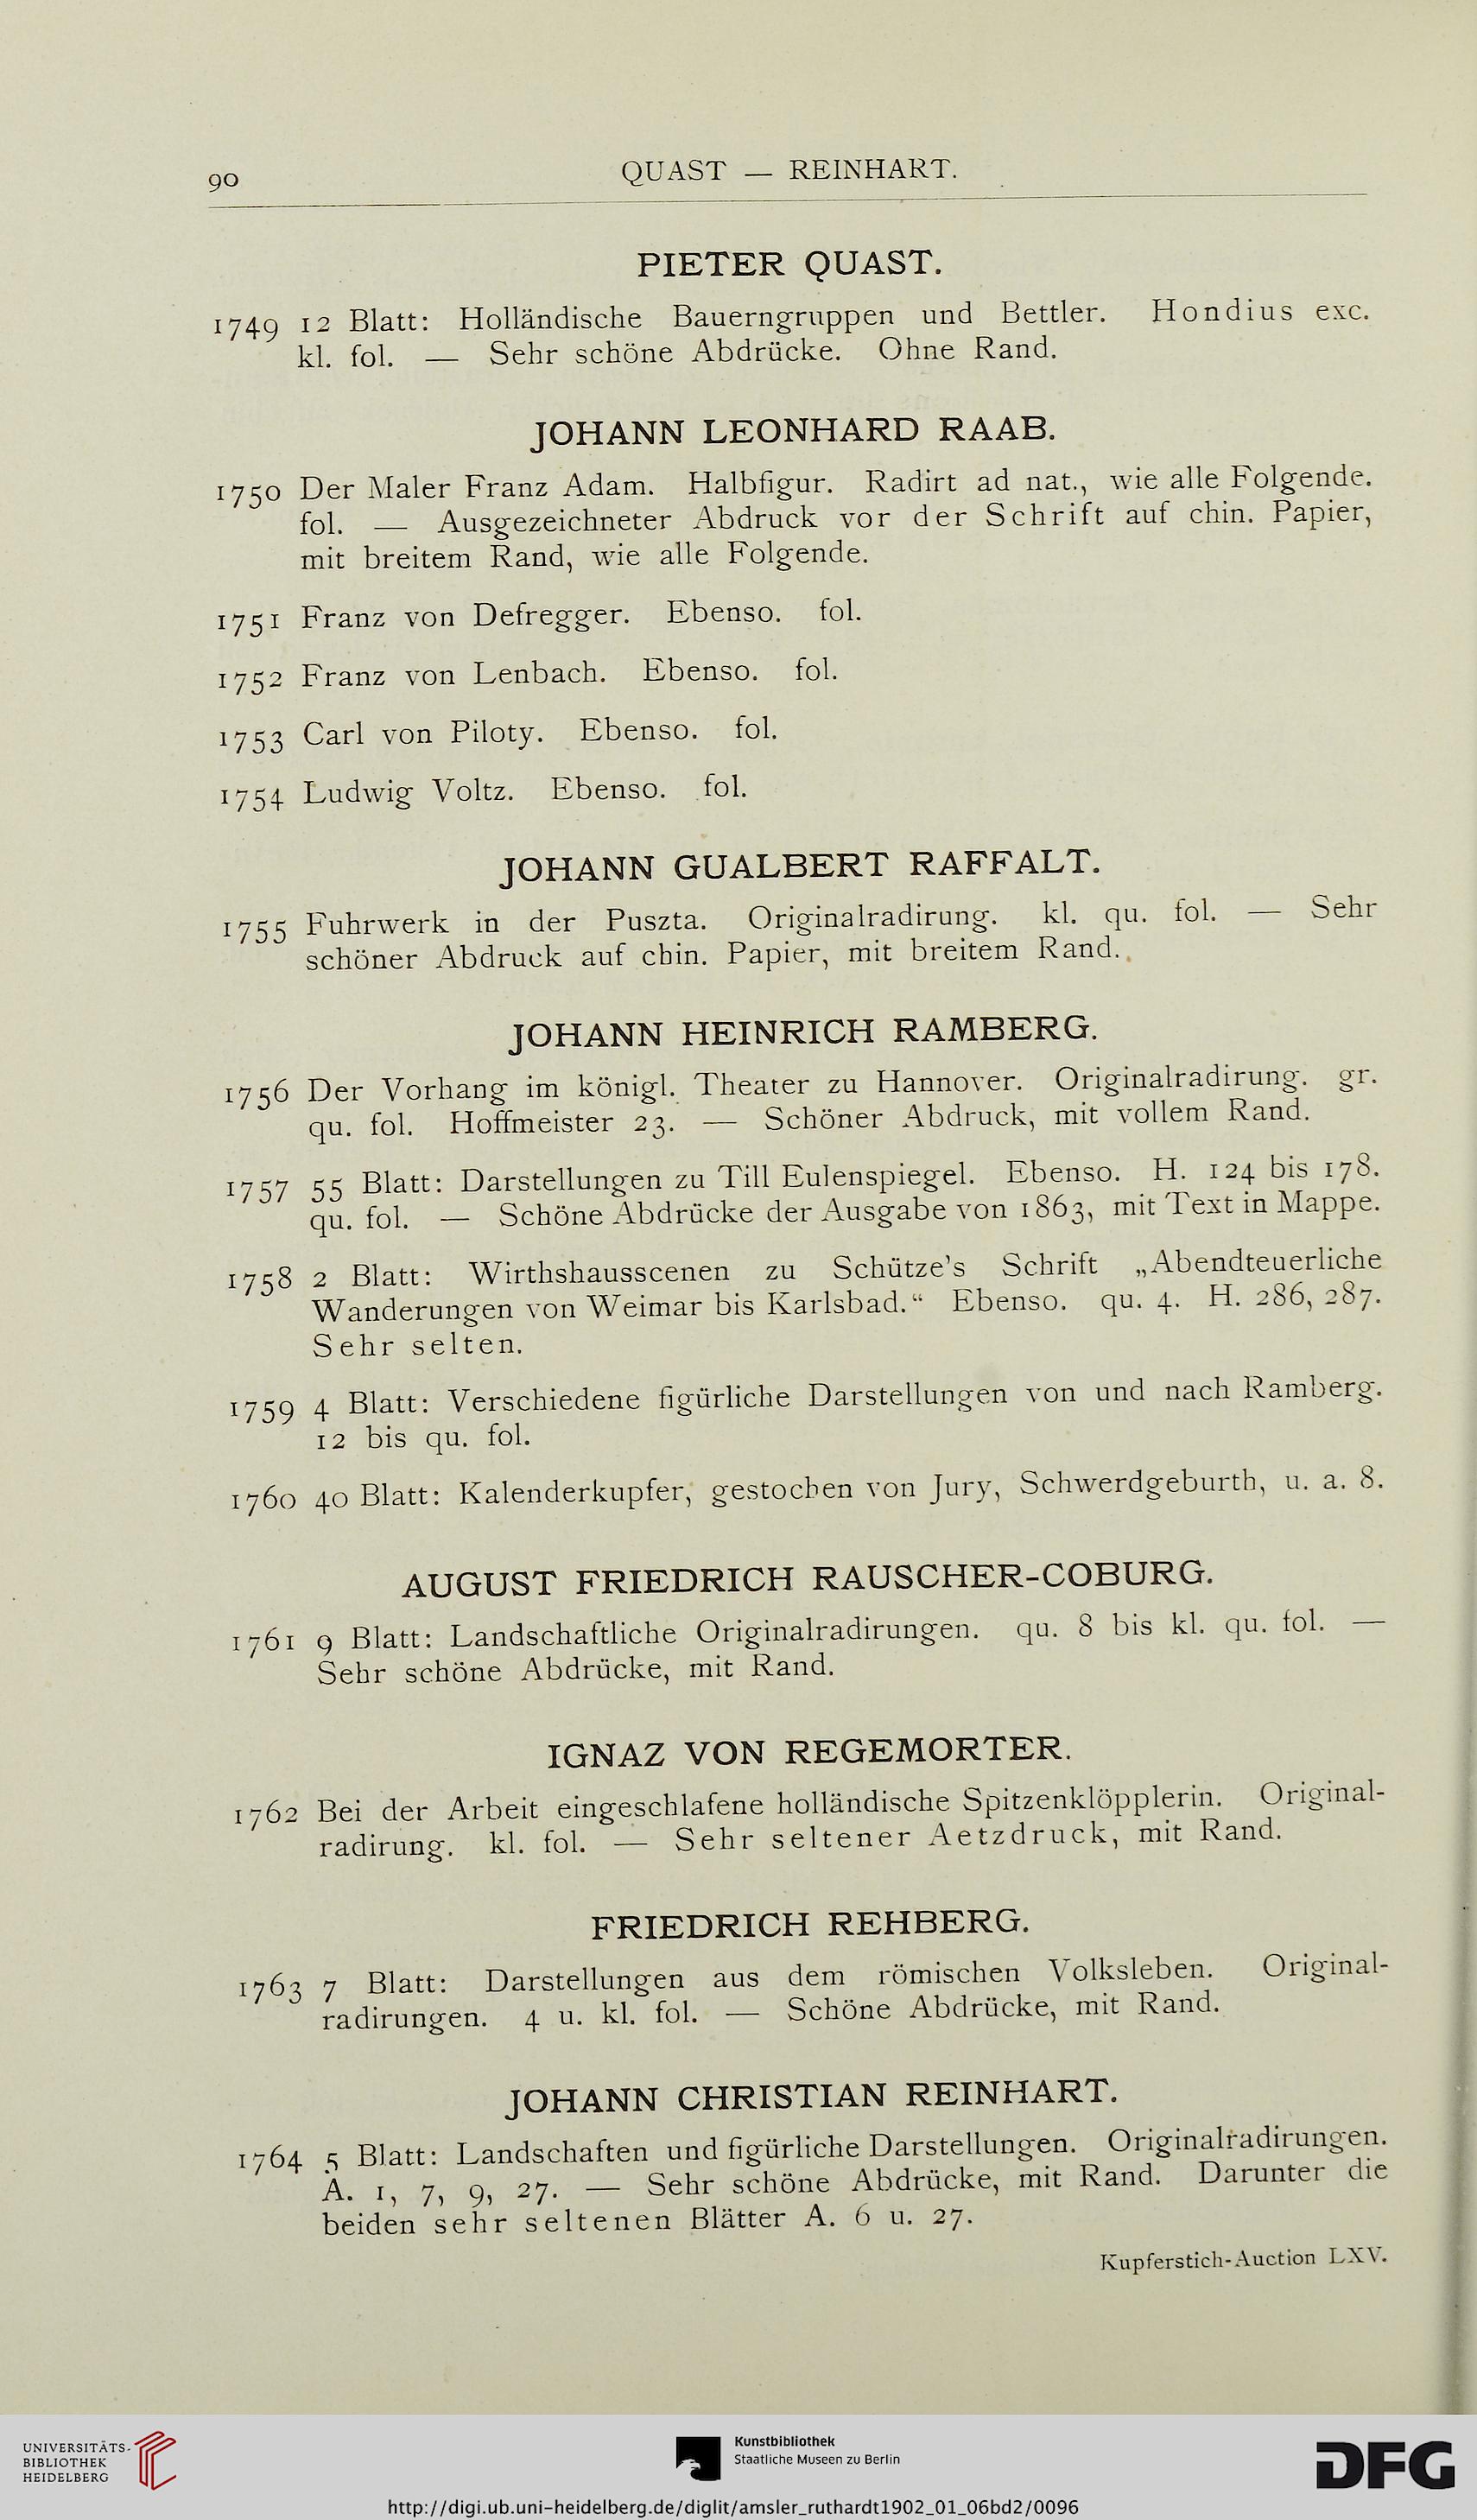 90
QUAST — REINHART.
PIETER QUAST.
1749 12 Blatt: Holländische Bauerngruppen und Bettler. Hondius exc.
kl. fol. — Sehr schöne Abdrücke. Ohne Rand.
JOHANN LEONHARD RAAB.
1750 Der Maler Franz Adam. Halbfigur. Radirt ad nat., wie alle Folgende.
fol. — Ausgezeichneter Abdruck vor der Schrift auf chin. Papier,
mit breitem Rand, wie alle Folgende.
1751 Franz von Defregger. Ebenso. fol.
1752 Franz von Lenbach. Ebenso. fol.
1753 Carl von Piloty. Ebenso. fol.
1754 Ludwig Voltz. Ebenso. fol.
JOHANN GUALBERT RAFFALT.
1755 Fuhrwerk in der Puszta. Originalradirung. kl. qu. fol. — Sehr
schöner Abdruck auf chin. Papier, mit breitem Rand.
JOHANN HEINRICH RAMBERG.
1756 Der Vorhang im königl. Theater zu Hannover. Originalradirung. gr.
qu. fol. Hoffmeister 23. — Schöner Abdruck, mit vollem Rand.
1757 55 Blatt: Darstellungen zu Till Eulenspiegel. Ebenso. H. 124 bis 178.
qu. fol. — Schöne Abdrücke der Ausgabe von 1863, mit Text in Mappe.
1758 2 Blatt: Wirthshausscenen zu Schütze's Schrift „Abendteuerliche
Wanderungen von Weimar bis Karlsbad.“ Ebenso. qu. 4. H. 286, 287.
Sehr selten.
1759 4 Blatt: Verschiedene figürliche Darstellungen von und nach Ramberg.
12 bis qu. fol.
1760 40 Blatt: Kalenderkupfer, gestochen von Jury, Schwerdgeburth, u. a. 8.
AUGUST FRIEDRICH RAUSCHER-COBURG.
1761 9 Blatt: Landschaftliche Originalradirungen. qu. 8 bis kl. qu. fol. —
Sehr schöne Abdrücke, mit Rand.
IGNAZ VON REGEMORTER.
1762 Bei der Arbeit eingeschlafene holländische Spitzenklöpplerin. Original-
radirung. kl. fol. — Sehr seltener Aetzdruck, mit Rand.
FRIEDRICH REHBERG.
1763 7 Blatt: Darstellungen aus dem römischen Volksleben. Original-
radirungen. 4 u. kl. fol. — Schöne Abdrücke, mit Rand.
JOHANN CHRISTIAN REINHART.
1764 5 Blatt: Landschaften und figürliche Darstellungen. Originalradirungen.
A. 1, 7, 9, 27. — Sehr schöne Abdrücke, mit Rand. Darunter die
beiden sehr seltenen Blätter A. 6 u. 27.
Kupferstich-Auction LXV.
UNIVERSITÄTS-
BIBLIOTHEK
HEIDELBERG
Kunstbibliothek
Staatliche Museen zu Berlin
DFG
http://digi.ub.uni-heidelberg.de/diglit/amsler_ruthardt1902_01_06bd2/0096